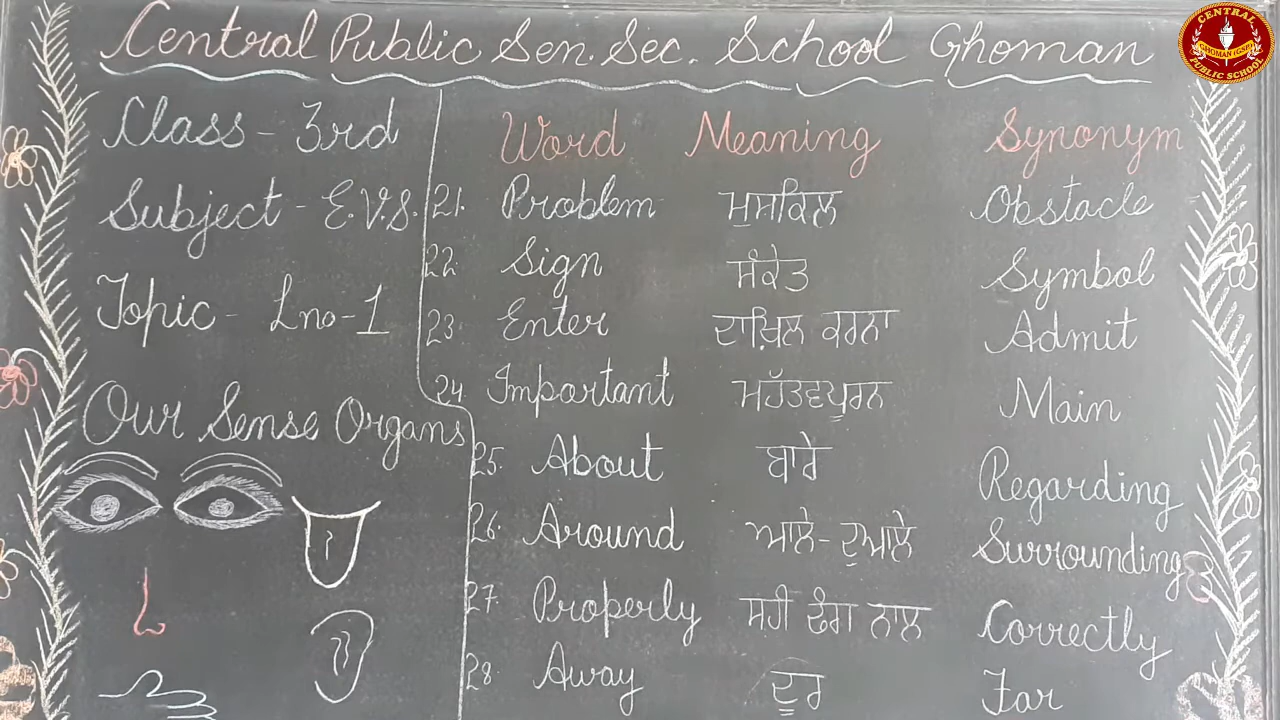 Central Public Sen. Sec. School Ghoman
CENTRAL
GHOMAN (GSP)
PUBLIC SCHOOL
Class - 3rd
Subject - E.V.S.
Topic - Lno-1
Our Sense Organs
Word Meaning Synonym
21. Problem ਮੁਸ਼ਕਿਲ Obstacle
22. Sign ਸੰਕੇਤ Symbol
23. Enter ਦਾਖ਼ਿਲ ਕਰਨਾ Admit
24. Important ਮਹੱਤਵਪੂਰਨ Main
25. About ਬਾਰੇ Regarding
26. Around ਆਲੇ-ਦੁਆਲੇ Surrounding
27. Properly ਸਹੀ ਢੰਗ ਨਾਲ Correctly
28. Away ਦੂਰ Far